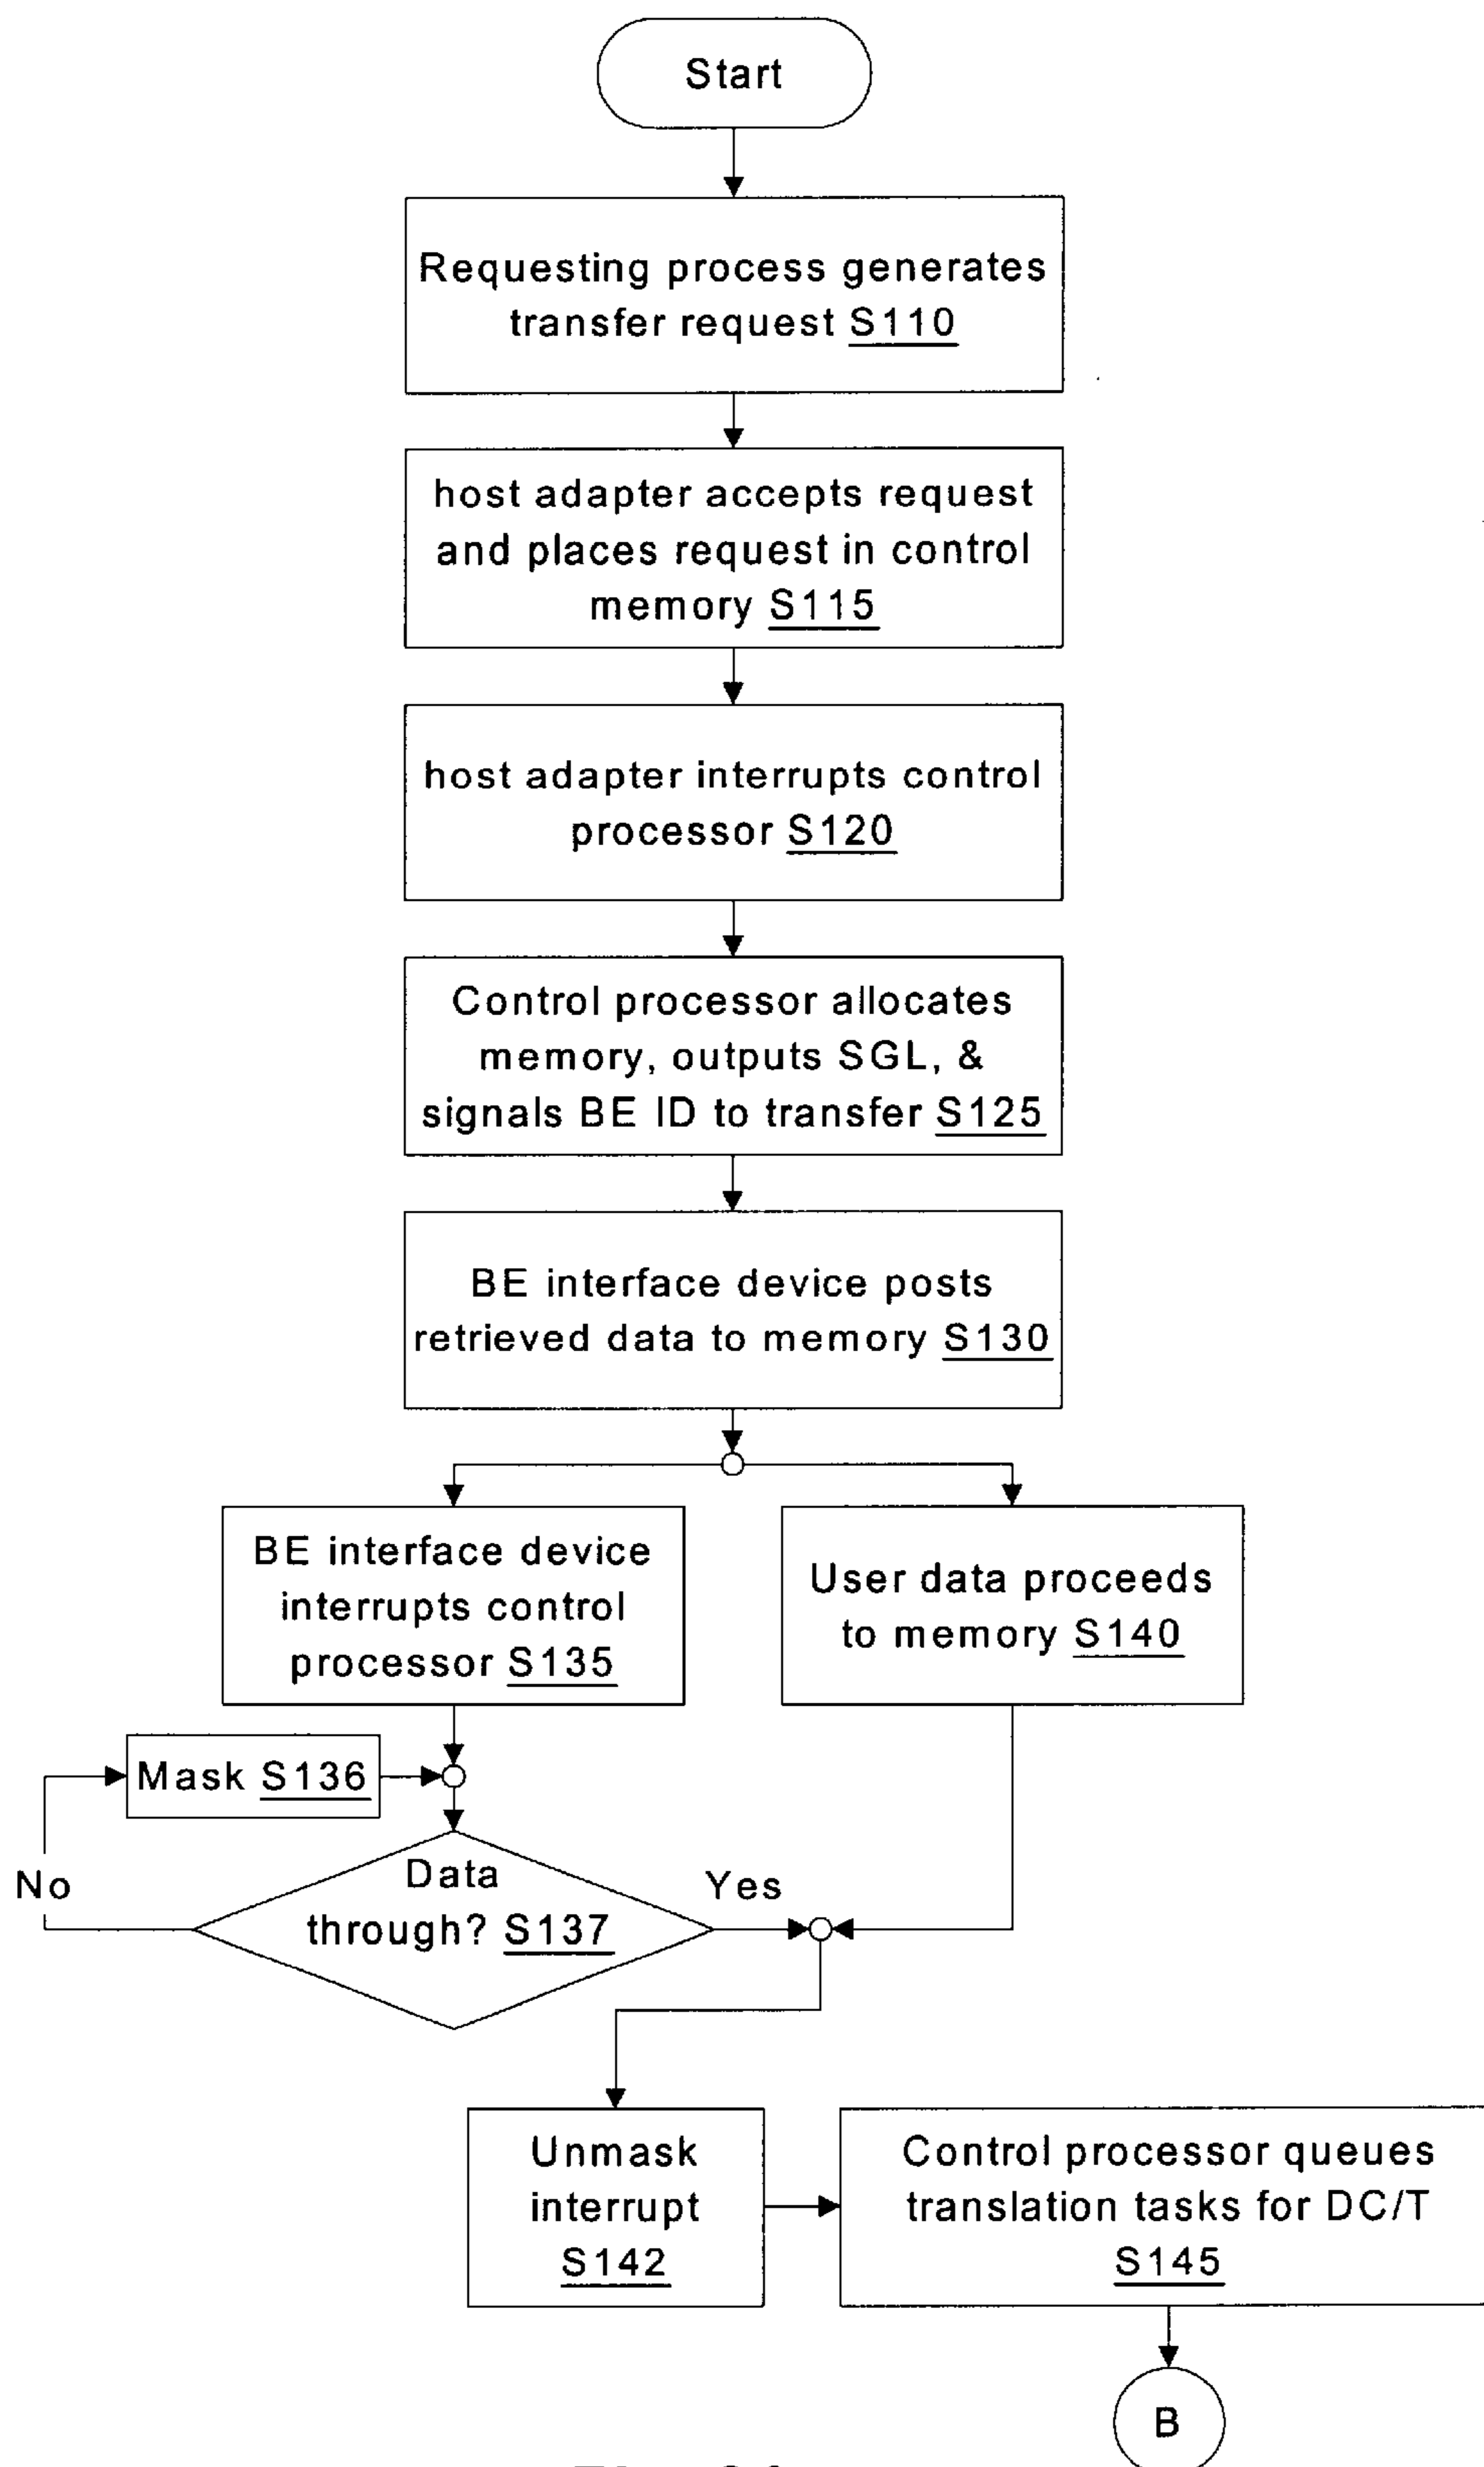 Start
Requesting process generates
transfer request S110
host adapter accepts request
and places request in control
memory S115
host adapter interrupts control
processor S120
Control processor allocates
memory, outputs SGL, &
signals BE ID to transfer S125
BE interface device posts
retrieved data to memory S130
BE interface device
interrupts control
processor S135
User data proceeds
to memory S140
Mask S136
No
Data
through? S137
Yes
Unmask
interrupt
S142
Control processor queues
translation tasks for DC/T
S145
B